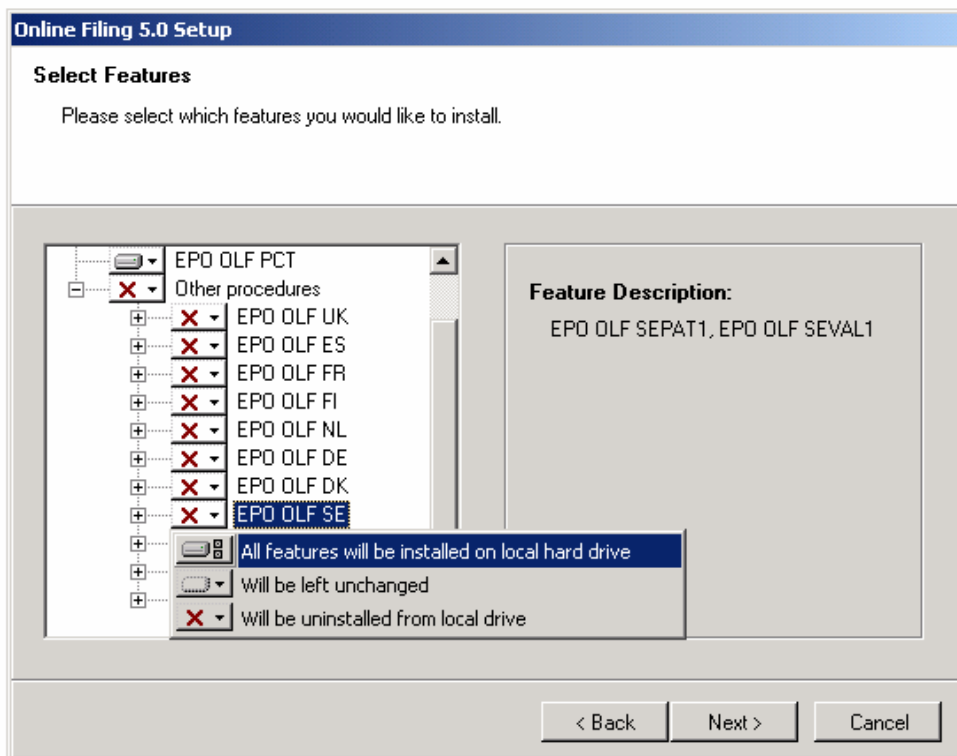 Online Filing 5.0 Setup
Select Features
Please select which features you would like to install.
EPO OLF PCT
Other procedures
EPO OLF UK
EPO OLF ES
EPO OLF FR
EPO OLF FI
EPO OLF NL
EPO OLF DE
EPO OLF DK
EPO OLF SE
All features will be installed on local hard drive
Will be left unchanged
Will be uninstalled from local drive
Feature Description:
EPO OLF SEPAT1, EPO OLF SEVAL1
< Back Next > Cancel